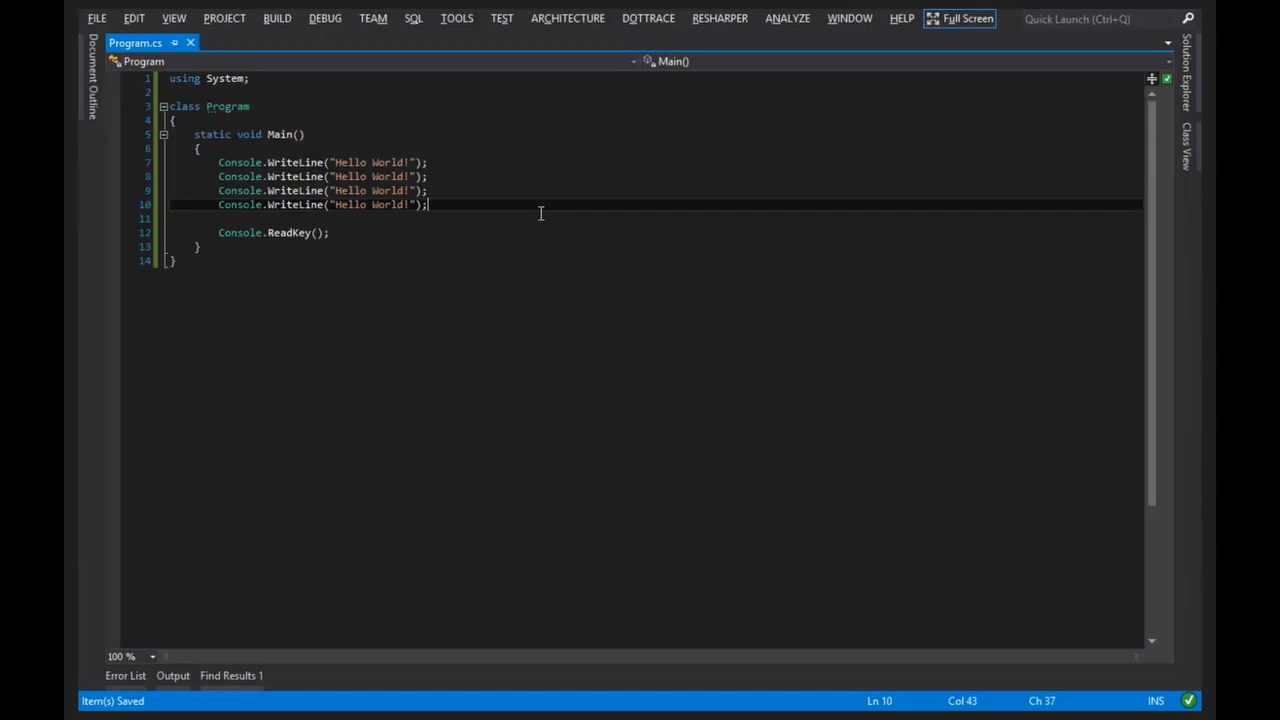 FILE EDIT VIEW PROJECT BUILD DEBUG TEAM SQL TOOLS TEST ARCHITECTURE DOTTRACE RESHARPER ANALYZE WINDOW HELP Full Screen Quick Launch (Ctrl+Q)
Program.cs
Program Main()
Document Outline
Solution Explorer
Class View
1 using System;
2
3 class Program
4 {
5 static void Main()
6 {
7 Console.WriteLine("Hello World!");
8 Console.WriteLine("Hello World!");
9 Console.WriteLine("Hello World!");
10 Console.WriteLine("Hello World!");
11
12 Console.ReadKey();
13 }
14 }
100 %
Error List Output Find Results 1
Item(s) Saved Ln 10 Col 43 Ch 37 INS